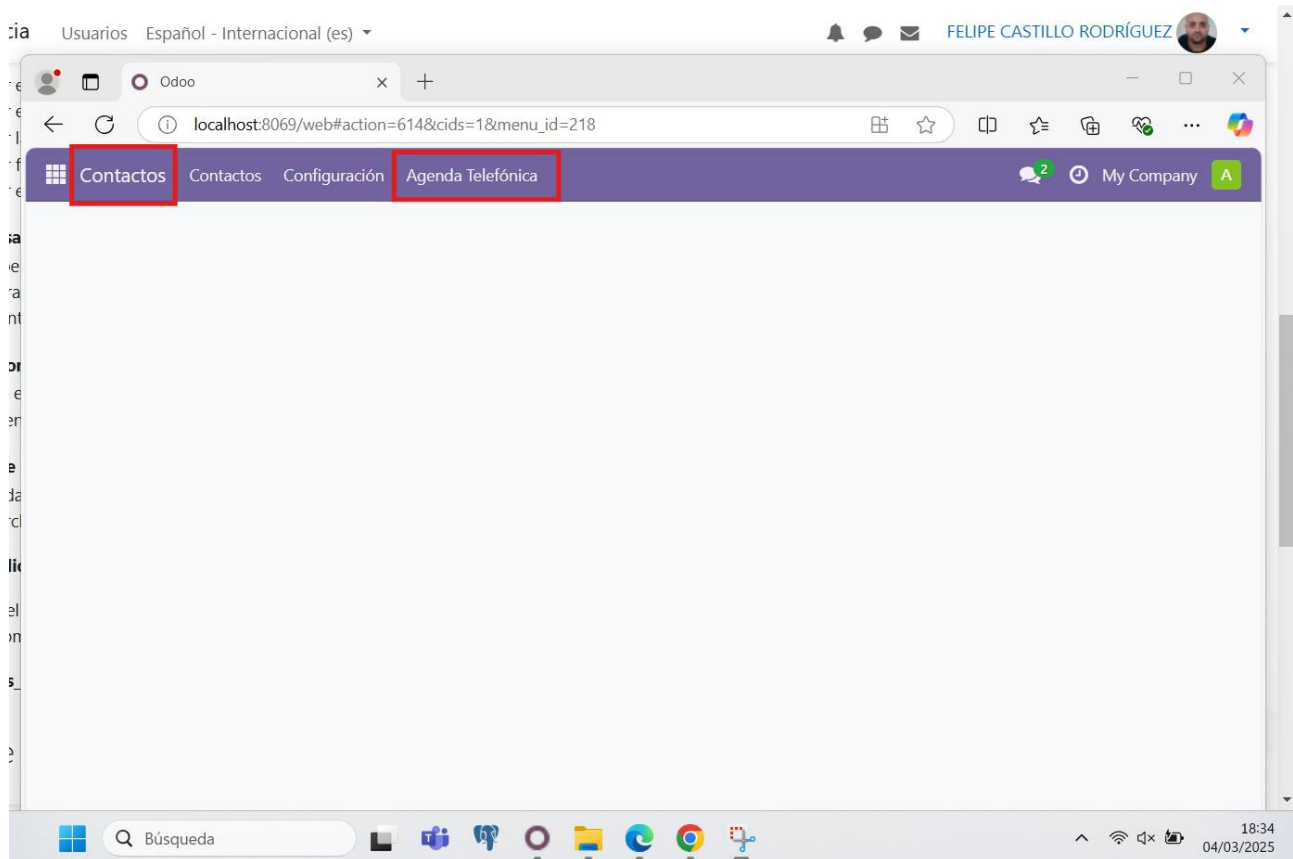 cia Usuarios Español - Internacional (es) FELIPE CASTILLO RODRÍGUEZ
Odoo
localhost:8069/web#action=614&cids=1&menu_id=218
Contactos Contactos Configuración Agenda Telefónica 2 My Company A
Búsqueda 18:34
04/03/2025